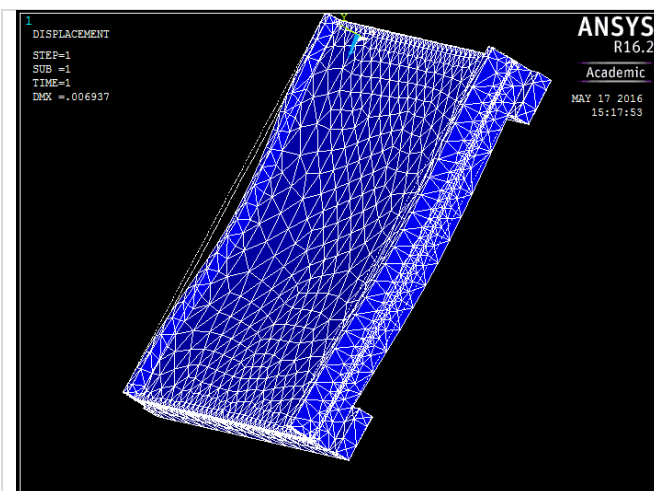 1
DISPLACEMENT
STEP=1
SUB =1
TIME=1
DMX =.006937
ANSYS
R16.2
Academic
MAY 17 2016
15:17:53
Y